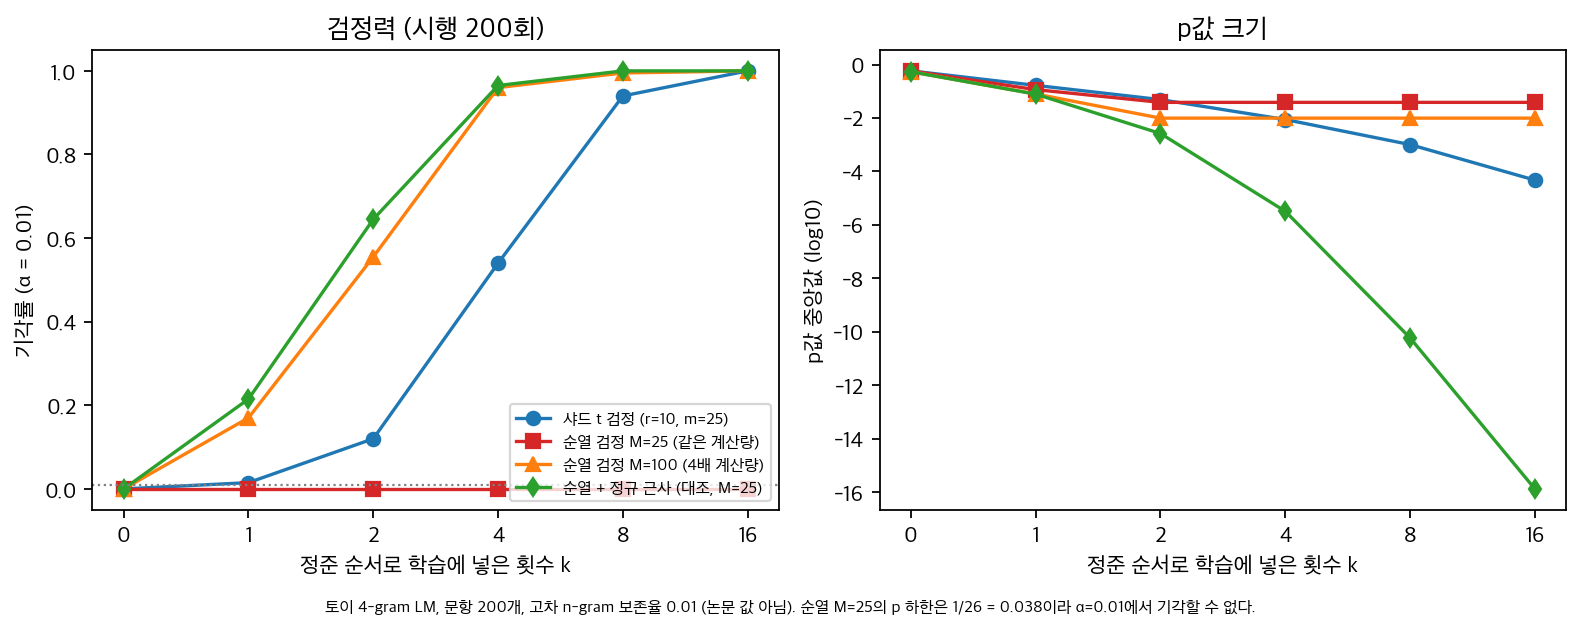 검정력 (시행 200회)
기각률 (α = 0.01)
1.0
0.8
0.6
0.4
0.2
0.0
샤드 t 검정 (r=10, m=25)
순열 검정 M=25 (같은 계산량)
순열 검정 M=100 (4배 계산량)
순열 + 정규 근사 (대조, M=25)
0 1 2 4 8 16
정준 순서로 학습에 넣은 횟수 k
p값 크기
p값 중앙값 (log10)
0
-2
-4
-6
-8
-10
-12
-14
-16
0 1 2 4 8 16
정준 순서로 학습에 넣은 횟수 k
토이 4-gram LM, 문항 200개, 고차 n-gram 보존율 0.01 (논문 값 아님). 순열 M=25의 p 하한은 1/26 = 0.038이라 α=0.01에서 기각할 수 없다.